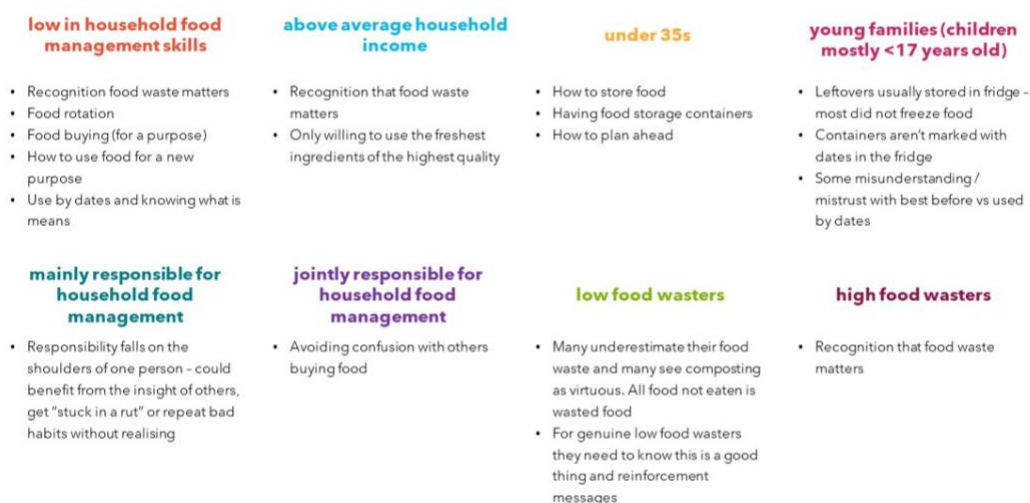 low in household food
management skills
• Recognition food waste matters
• Food rotation
• Food buying (for a purpose)
• How to use food for a new
purpose
• Use by dates and knowing what is
means
above average household
income
• Recognition that food waste
matters
• Only willing to use the freshest
ingredients of the highest quality
under 35s
• How to store food
• Having food storage containers
• How to plan ahead
young families (children
mostly <17 years old)
• Leftovers usually stored in fridge –
most did not freeze food
• Containers aren't marked with
dates in the fridge
• Some misunderstanding /
mistrust with best before vs used
by dates
mainly responsible for
household food
management
• Responsibility falls on the
shoulders of one person – could
benefit from the insight of others,
get "stuck in a rut" or repeat bad
habits without realising
jointly responsible for
household food
management
• Avoiding confusion with others
buying food
low food wasters
• Many underestimate their food
waste and many see composting
as virtuous. All food not eaten is
wasted food
• For genuine low food wasters
they need to know this is a good
thing and reinforcement
messages
high food wasters
• Recognition that food waste
matters